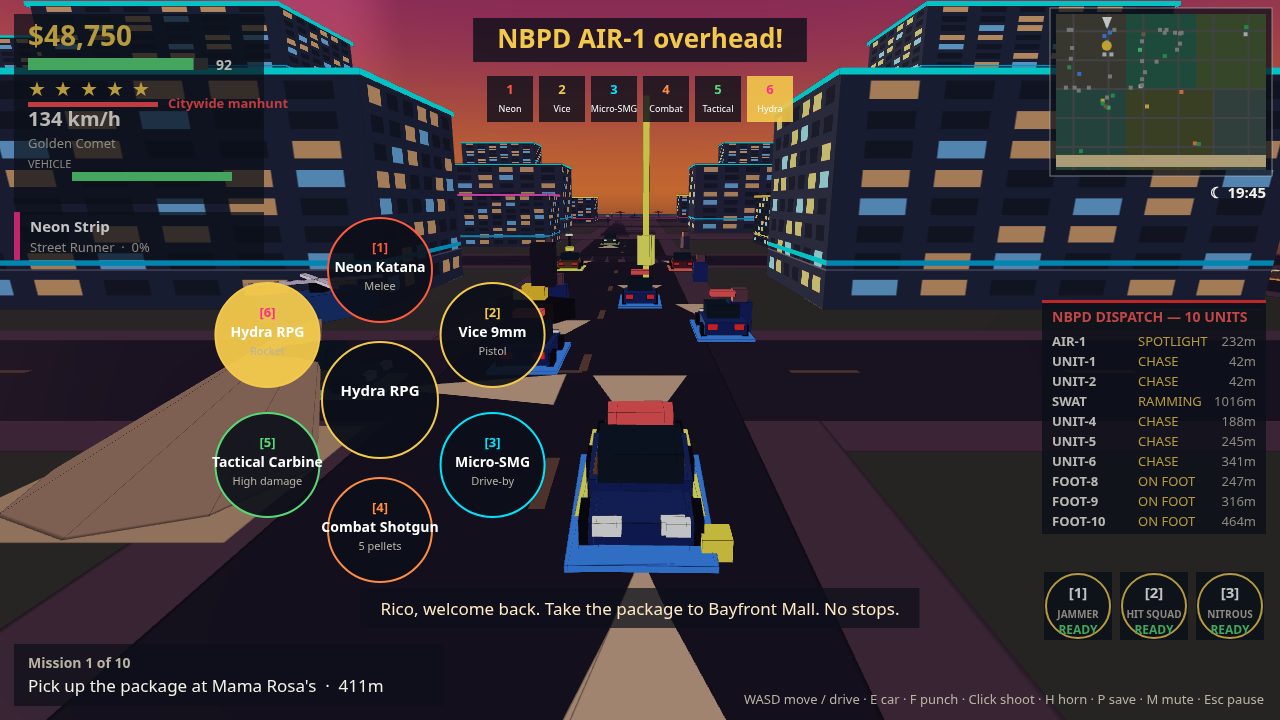 $48,750
92
★ ★ ★ ★ ★
Citywide manhunt
134 km/h
Golden Comet
VEHICLE
Neon Strip
Street Runner · 0%
NBPD AIR-1 overhead!
1 Neon
2 Vice
3 Micro-SMG
4 Combat
5 Tactical
6 Hydra
☾ 19:45
[1]
Neon Katana
Melee
[6]
Hydra RPG
Rocket
[2]
Vice 9mm
Pistol
Hydra RPG
[5]
Tactical Carbine
High damage
[3]
Micro-SMG
Drive-by
[4]
Combat Shotgun
5 pellets
NBPD DISPATCH — 10 UNITS
AIR-1 SPOTLIGHT 232m
UNIT-1 CHASE 42m
UNIT-2 CHASE 42m
SWAT RAMMING 1016m
UNIT-4 CHASE 188m
UNIT-5 CHASE 245m
UNIT-6 CHASE 341m
FOOT-8 ON FOOT 247m
FOOT-9 ON FOOT 316m
FOOT-10 ON FOOT 464m
[1]
JAMMER
READY
[2]
HIT SQUAD
READY
[3]
NITROUS
READY
Rico, welcome back. Take the package to Bayfront Mall. No stops.
Mission 1 of 10
Pick up the package at Mama Rosa's · 411m
WASD move / drive · E car · F punch · Click shoot · H horn · P save · M mute · Esc pause